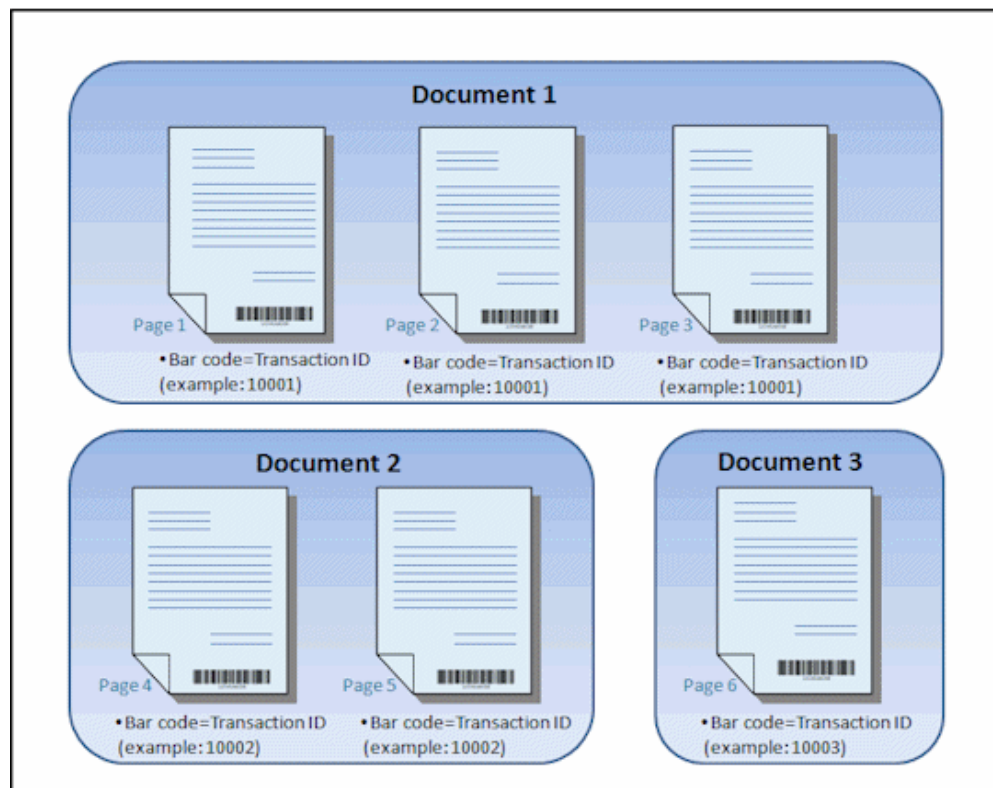 Document 1
Page 1
Page 2
Page 3
•Bar code=Transaction ID
(example:10001)
•Bar code=Transaction ID
(example:10001)
•Bar code=Transaction ID
(example:10001)
Document 2
Page 4
Page 5
•Bar code=Transaction ID
(example:10002)
•Bar code=Transaction ID
(example:10002)
Document 3
Page 6
•Bar code=Transaction ID
(example:10003)